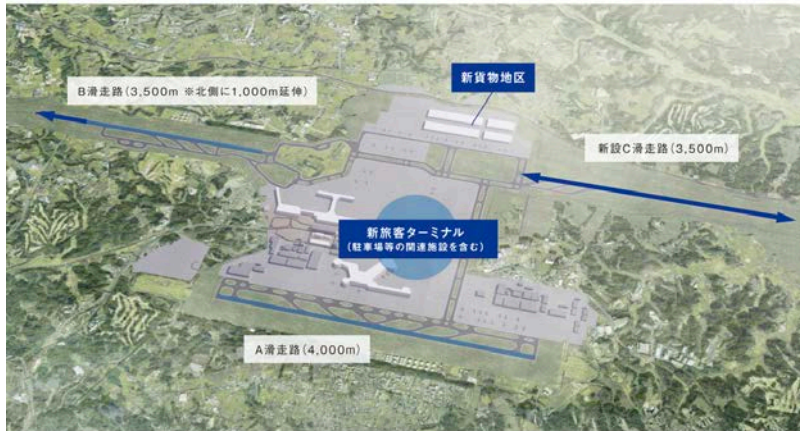 新貨物地区
B滑走路(3,500m ※北側に1,000m延伸)
新設C滑走路(3,500m)
新旅客ターミナル
(駐車場等の関連施設を含む)
A滑走路(4,000m)